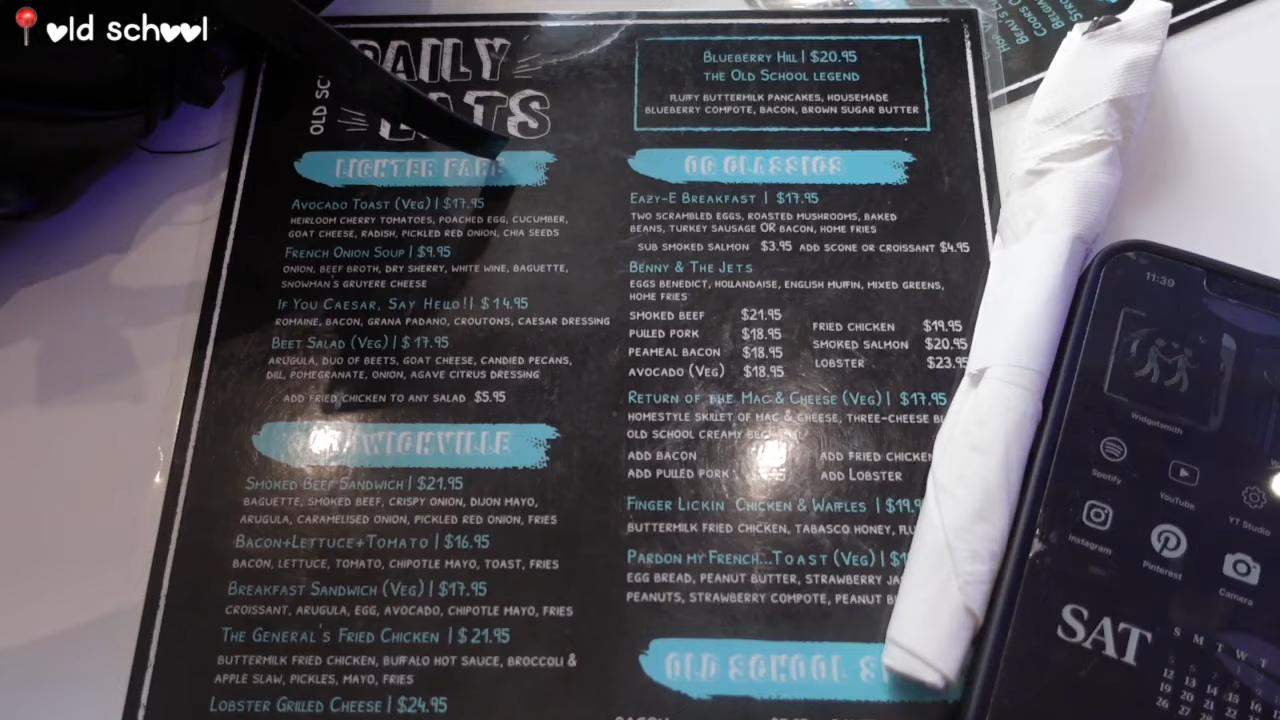 old school
OLD SC
DAILY
EATS
LIGHTER FARE
AVOCADO TOAST (VEG) | $17.95
HEIRLOOM CHERRY TOMATOES, POACHED EGG, CUCUMBER,
GOAT CHEESE, RADISH, PICKLED RED ONION, CHIA SEEDS
FRENCH ONION SOUP | $9.95
ONION, BEEF BROTH, DRY SHERRY, WHITE WINE, BAGUETTE,
SNOWMAN'S GRUYERE CHEESE
IF YOU CAESAR, SAY HELLO!| $14.95
ROMAINE, BACON, GRANA PADANO, CROUTONS, CAESAR DRESSING
BEET SALAD (VEG) | $17.95
ARUGULA, DUO OF BEETS, GOAT CHEESE, CANDIED PECANS,
DILL, POMEGRANATE, ONION, AGAVE CITRUS DRESSING
ADD FRIED CHICKEN TO ANY SALAD $5.95
SANDWICHVILLE
SMOKED BEEF SANDWICH | $21.95
BAGUETTE, SMOKED BEEF, CRISPY ONION, DIJON MAYO,
ARUGULA, CARAMELISED ONION, PICKLED RED ONION, FRIES
BACON+LETTUCE+TOMATO | $16.95
BACON, LETTUCE, TOMATO, CHIPOTLE MAYO, TOAST, FRIES
BREAKFAST SANDWICH (VEG) | $17.95
CROISSANT, ARUGULA, EGG, AVOCADO, CHIPOTLE MAYO, FRIES
THE GENERAL'S FRIED CHICKEN | $21.95
BUTTERMILK FRIED CHICKEN, BUFFALO HOT SAUCE, BROCCOLI &
APPLE SLAW, PICKLES, MAYO, FRIES
LOBSTER GRILLED CHEESE | $24.95
BLUEBERRY HILL | $20.95
THE OLD SCHOOL LEGEND
FLUFFY BUTTERMILK PANCAKES, HOUSEMADE
BLUEBERRY COMPOTE, BACON, BROWN SUGAR BUTTER
OG CLASSICS
EAZY-E BREAKFAST | $17.95
TWO SCRAMBLED EGGS, ROASTED MUSHROOMS, BAKED
BEANS, TURKEY SAUSAGE OR BACON, HOME FRIES
SUB SMOKED SALMON $3.95 ADD SCONE OR CROISSANT $4.95
BENNY & THE JETS
EGGS BENEDICT, HOLLANDAISE, ENGLISH MUFFIN, MIXED GREENS,
HOME FRIES
SMOKED BEEF $21.95
PULLED PORK $18.95
PEAMEAL BACON $18.95
AVOCADO (VEG) $18.95
FRIED CHICKEN $19.95
SMOKED SALMON $20.95
LOBSTER $23.95
RETURN OF THE MAC & CHEESE (VEG) | $17.95
HOMESTYLE SKILLET OF MAC & CHEESE, THREE-CHEESE
OLD SCHOOL CREAMY
ADD BACON
ADD PULLED PORK
ADD FRIED CHICKEN
ADD LOBSTER
FINGER LICKIN CHICKEN & WAFFLES | $19.9
BUTTERMILK FRIED CHICKEN, TABASCO HONEY,
PARDON MY FRENCH...TOAST (VEG) | $1
EGG BREAD, PEANUT BUTTER, STRAWBERRY
PEANUTS, STRAWBERRY COMPOTE, PEANUT
OLD SCHOOL S
11:39
Widgetsmith
Spotify
YouTube
YT Studio
Instagram
Pinterest
Camera
SAT
S M T W T
12 13 14 15
19 20 21 22
26 27